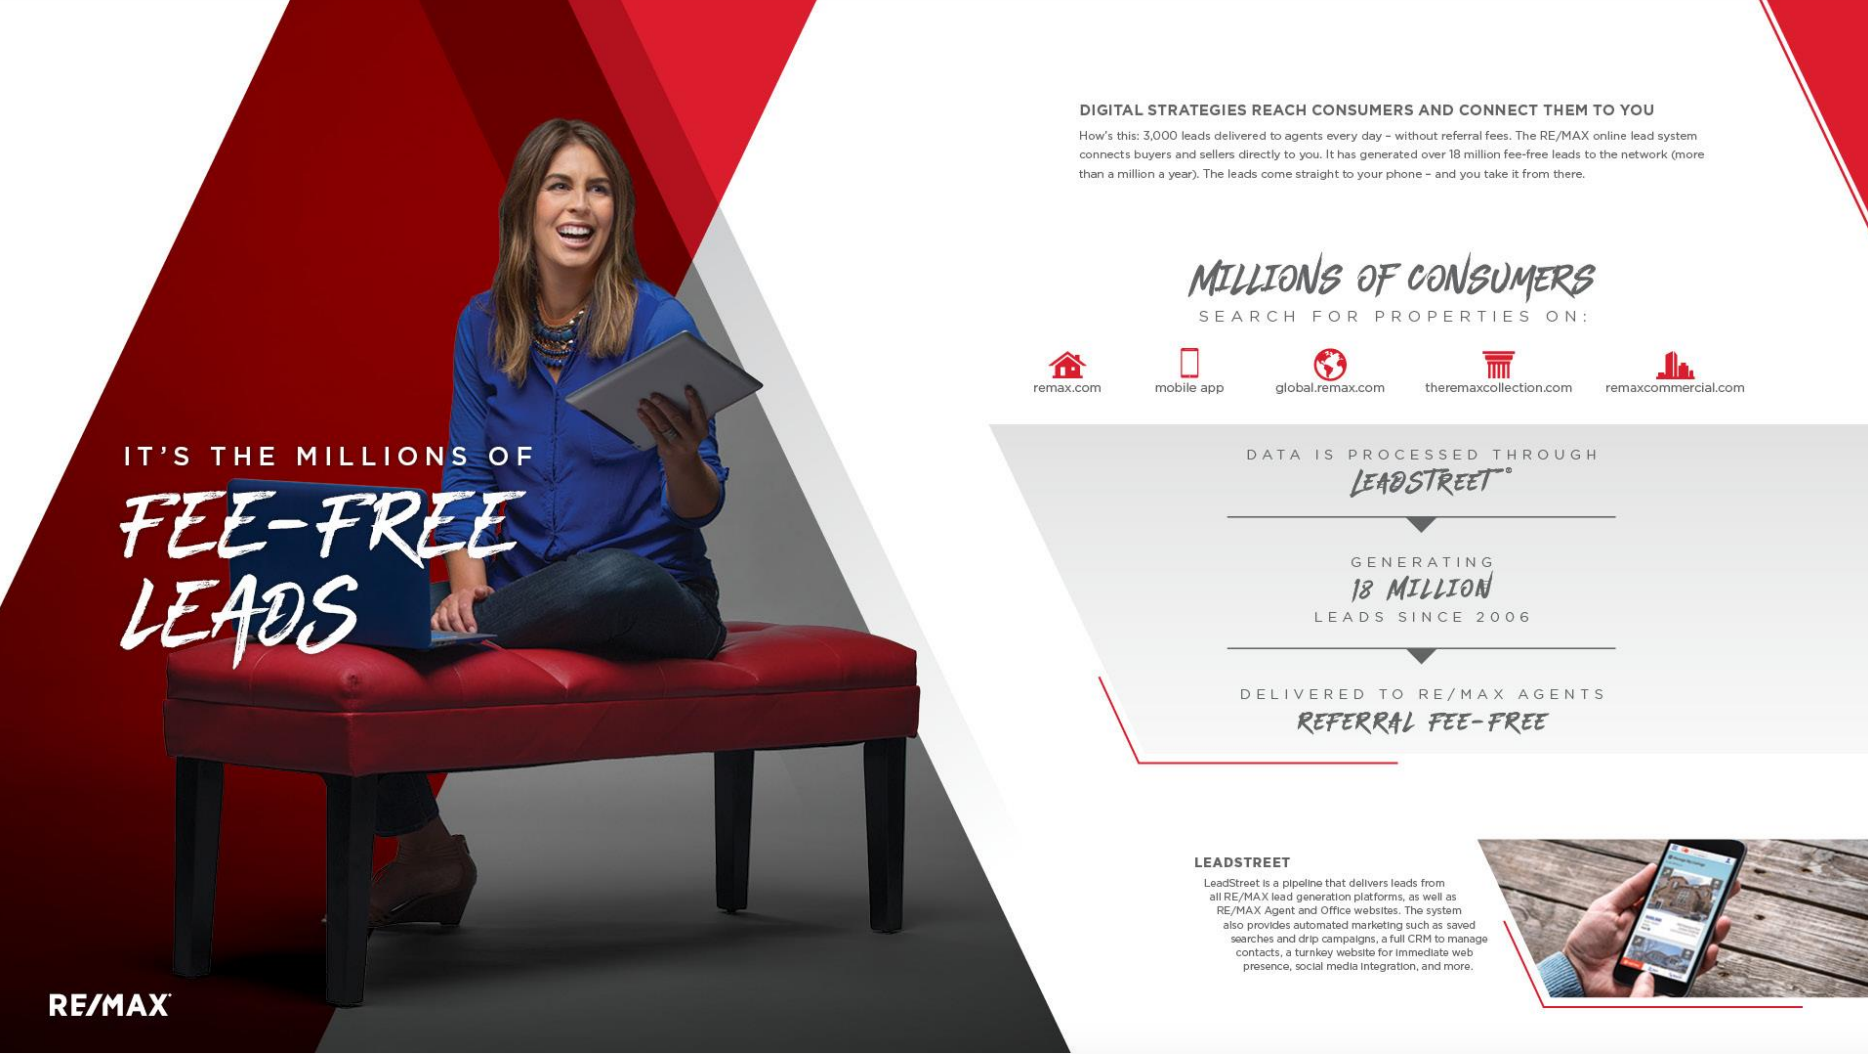 IT'S THE MILLIONS OF
FEE-FREE
LEADS
RE/MAX
DIGITAL STRATEGIES REACH CONSUMERS AND CONNECT THEM TO YOU
How's this: 3,000 leads delivered to agents every day – without referral fees. The RE/MAX online lead system
connects buyers and sellers directly to you. It has generated over 18 million fee-free leads to the network (more
than a million a year). The leads come straight to your phone – and you take it from there.
MILLIONS OF CONSUMERS
SEARCH FOR PROPERTIES ON:
remax.com mobile app global.remax.com theremaxcollection.com remaxcommercial.com
DATA IS PROCESSED THROUGH
LEADSTREET®
GENERATING
18 MILLION
LEADS SINCE 2006
DELIVERED TO RE/MAX AGENTS
REFERRAL FEE-FREE
LEADSTREET
LeadStreet is a pipeline that delivers leads from
all RE/MAX lead generation platforms, as well as
RE/MAX Agent and Office websites. The system
also provides automated marketing such as saved
searches and drip campaigns, a full CRM to manage
contacts, a turnkey website for immediate web
presence, social media integration, and more.